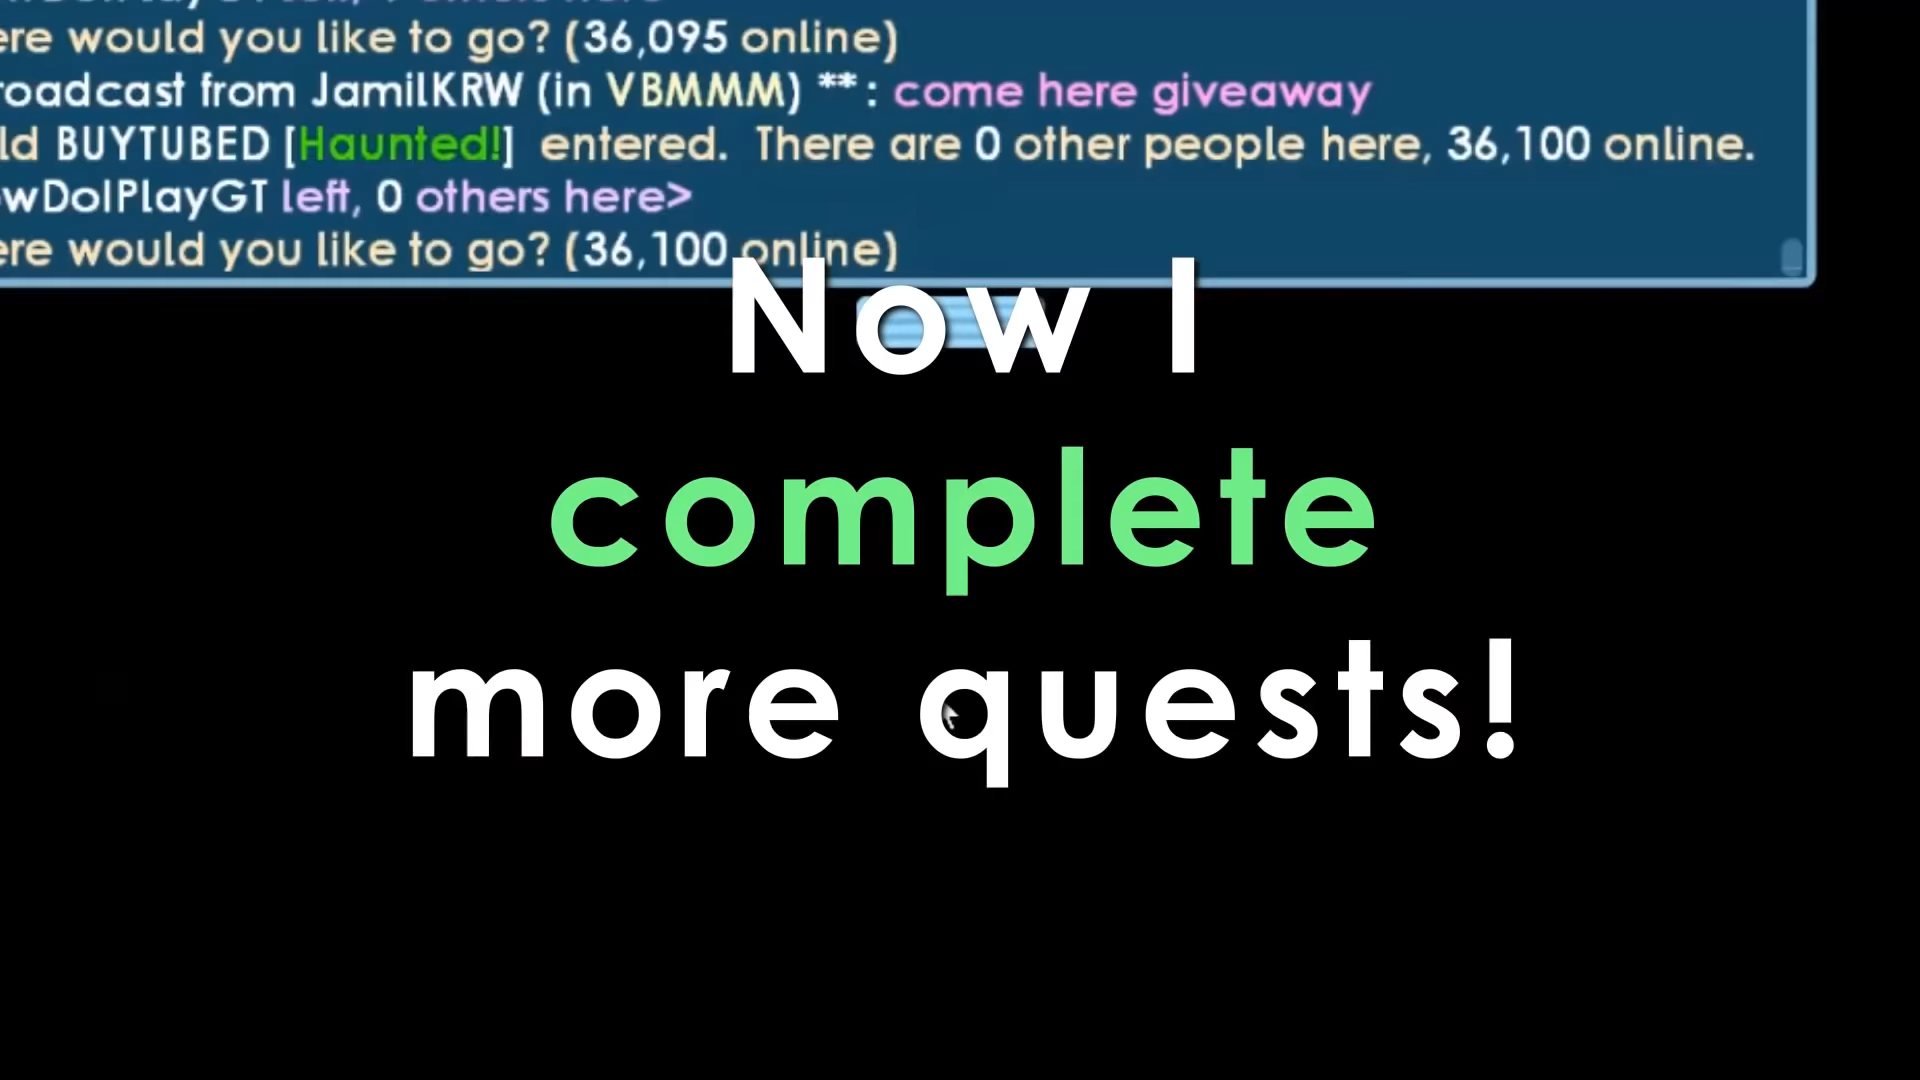 ere would you like to go? (36,095 online)
roadcast from JamilKRW (in VBMMM) ** : come here giveaway
ld BUYTUBED [Haunted!] entered. There are 0 other people here, 36,100 online.
owDoIPlayGT left, 0 others here>
ere would you like to go? (36,100 online)
Now I
complete
more quests!